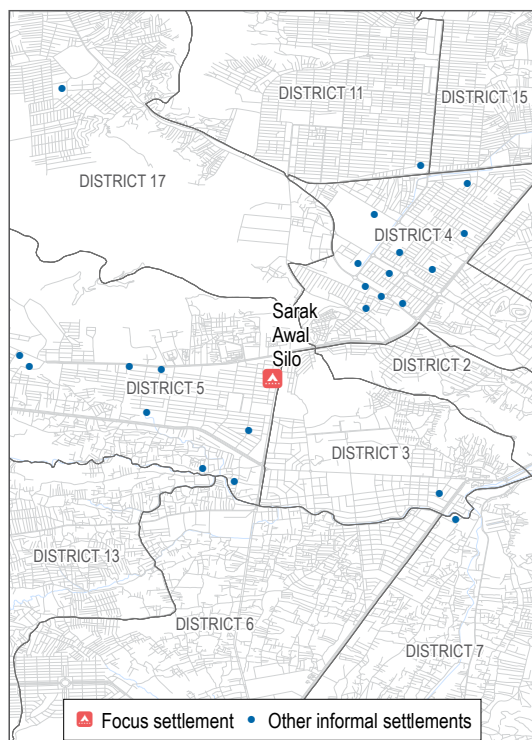 DISTRICT 11
DISTRICT 15
DISTRICT 17
DISTRICT 4
Sarak
Awal
Silo
DISTRICT 2
DISTRICT 5
DISTRICT 3
DISTRICT 13
DISTRICT 6
DISTRICT 7
Focus settlement
Other informal settlements